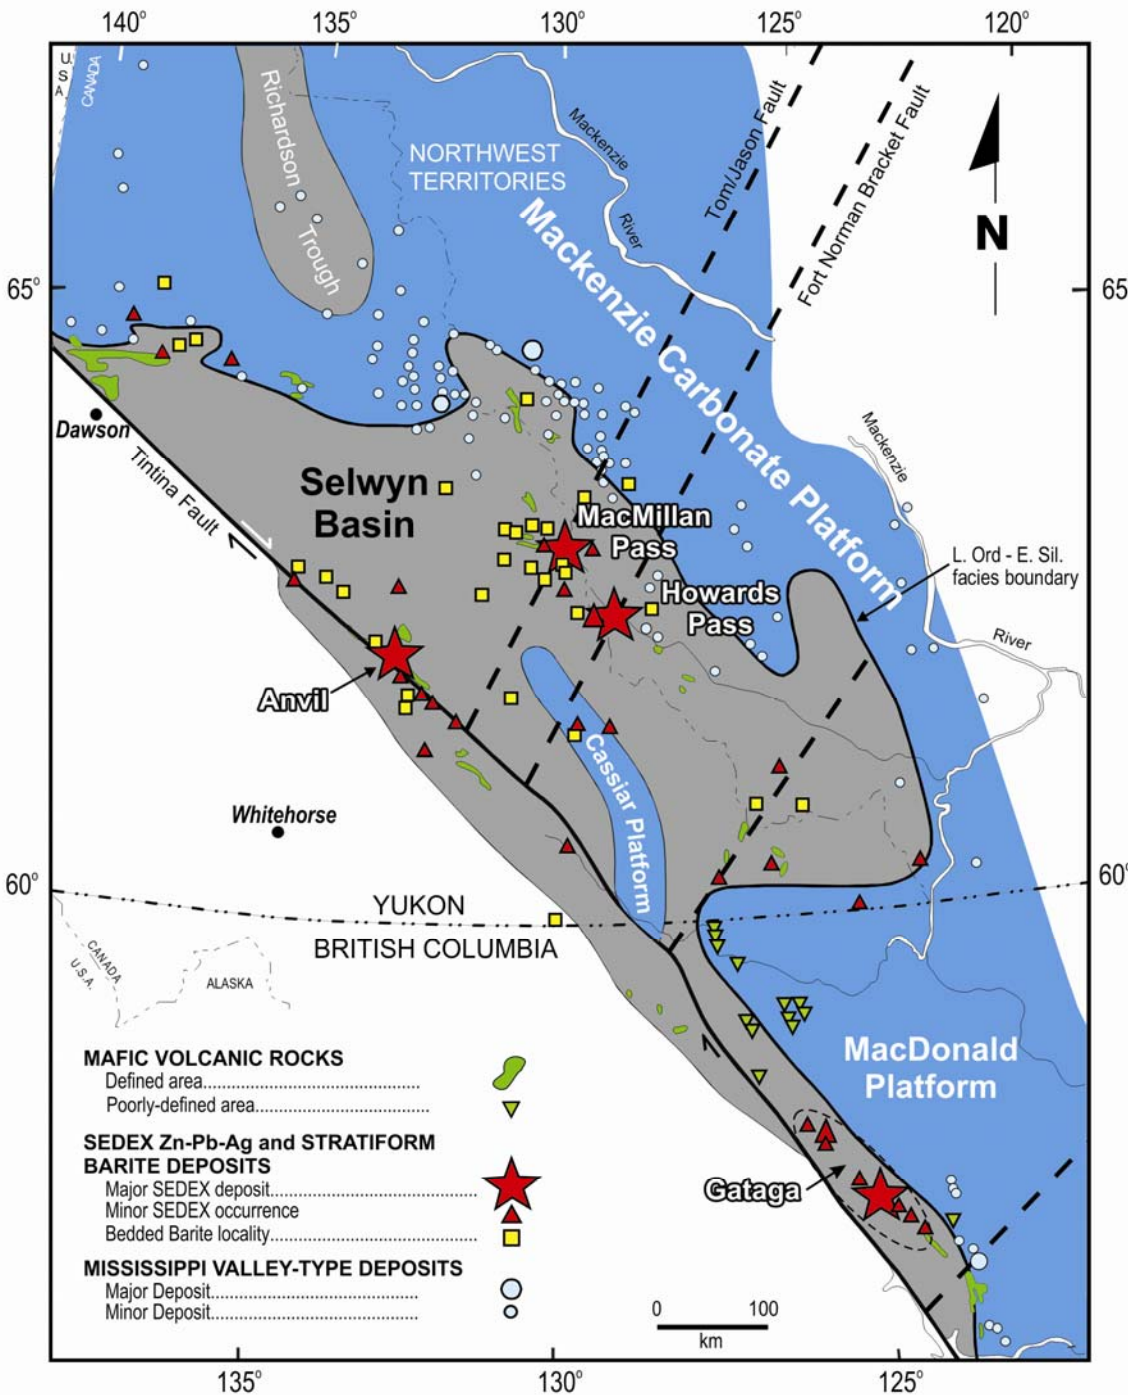 140°
135°
130°
125°
120°
U.
S.
A.
CANADA
Richardson
Trough
NORTHWEST
TERRITORIES
Mackenzie
River
Tom/Jason Fault
Fort Norman Bracket Fault
N
Mackenzie Carbonate Platform
65°
65°
Dawson
Tintina Fault
Selwyn
Basin
MacMillan
Pass
Howards
Pass
Mackenzie
River
L. Ord - E. Sil.
facies boundary
Anvil
Cassiar Platform
Whitehorse
60°
60°
YUKON
BRITISH COLUMBIA
CANADA
U.S.A.
ALASKA
MacDonald
Platform
Gataga
MAFIC VOLCANIC ROCKS
Defined area
Poorly-defined area
SEDEX Zn-Pb-Ag and STRATIFORM
BARITE DEPOSITS
Major SEDEX deposit
Minor SEDEX occurrence
Bedded Barite locality
MISSISSIPPI VALLEY-TYPE DEPOSITS
Major Deposit
Minor Deposit
0 100
km
135°
130°
125°